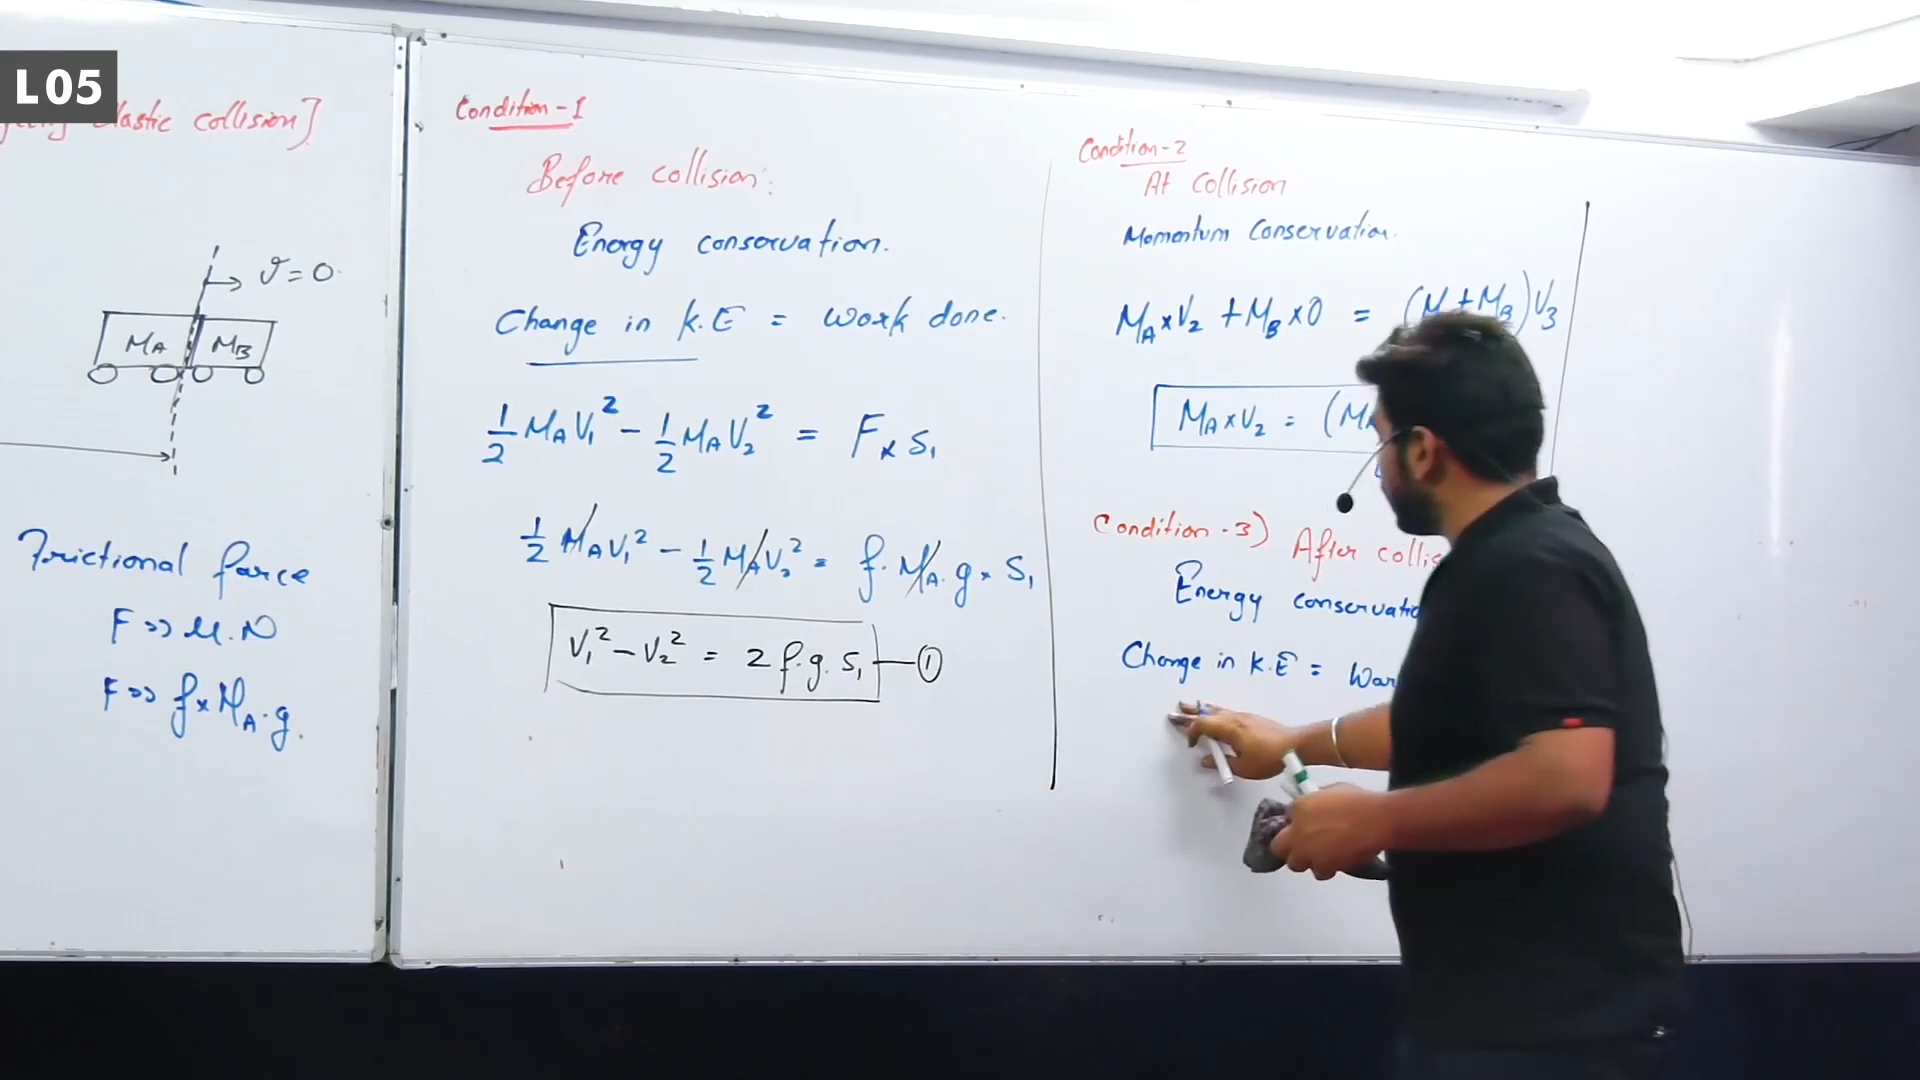 L 05
elastic collision]
V = 0
MA MB
Frictional force
F => μ.N
F => f × MA.g.
Condition - 1
Before collision:
Energy conservation.
Change in K.E = work done.
1/2 MA V1² - 1/2 MA V2² = F × S1
1/2 MA V1² - 1/2 MA V2² = f. MA. g × S1
V1² - V2² = 2 f.g. S1 — ①
Condition - 2
At Collision
Momentum Conservation.
MA × V2 + MB × 0 = (M + MB) V3
MA × V2 = (MA
Condition - 3) After collis
Energy conservatio
Change in K.E = Wor